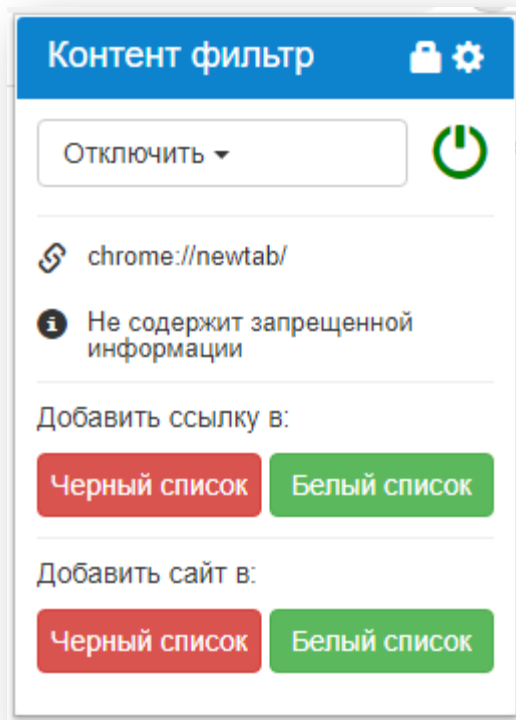 Контент фильтр
Отключить
chrome://newtab/
Не содержит запрещенной
информации
Добавить ссылку в:
Черный список Белый список
Добавить сайт в:
Черный список Белый список